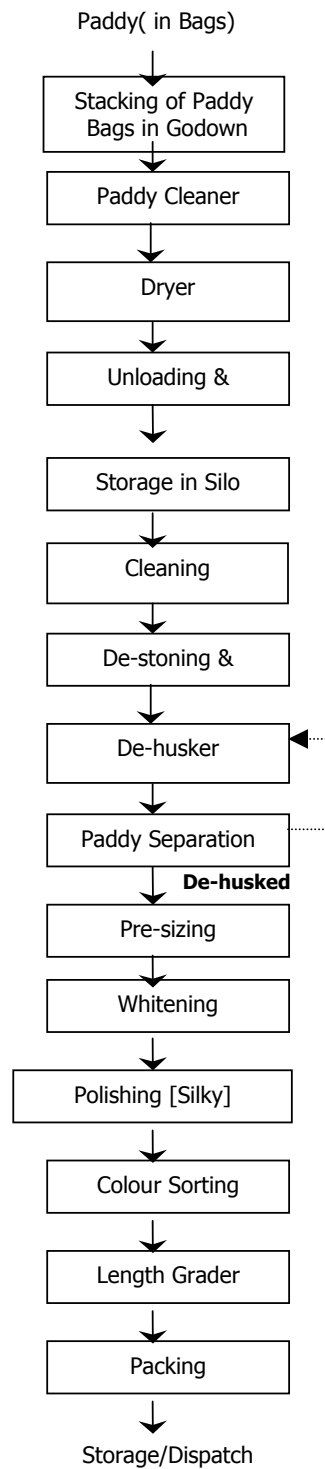 Paddy( in Bags)
Stacking of Paddy
Bags in Godown
Paddy Cleaner
Dryer
Unloading &
Storage in Silo
Cleaning
De-stoning &
De-husker
Paddy Separation
De-husked
Pre-sizing
Whitening
Polishing [Silky]
Colour Sorting
Length Grader
Packing
Storage/Dispatch